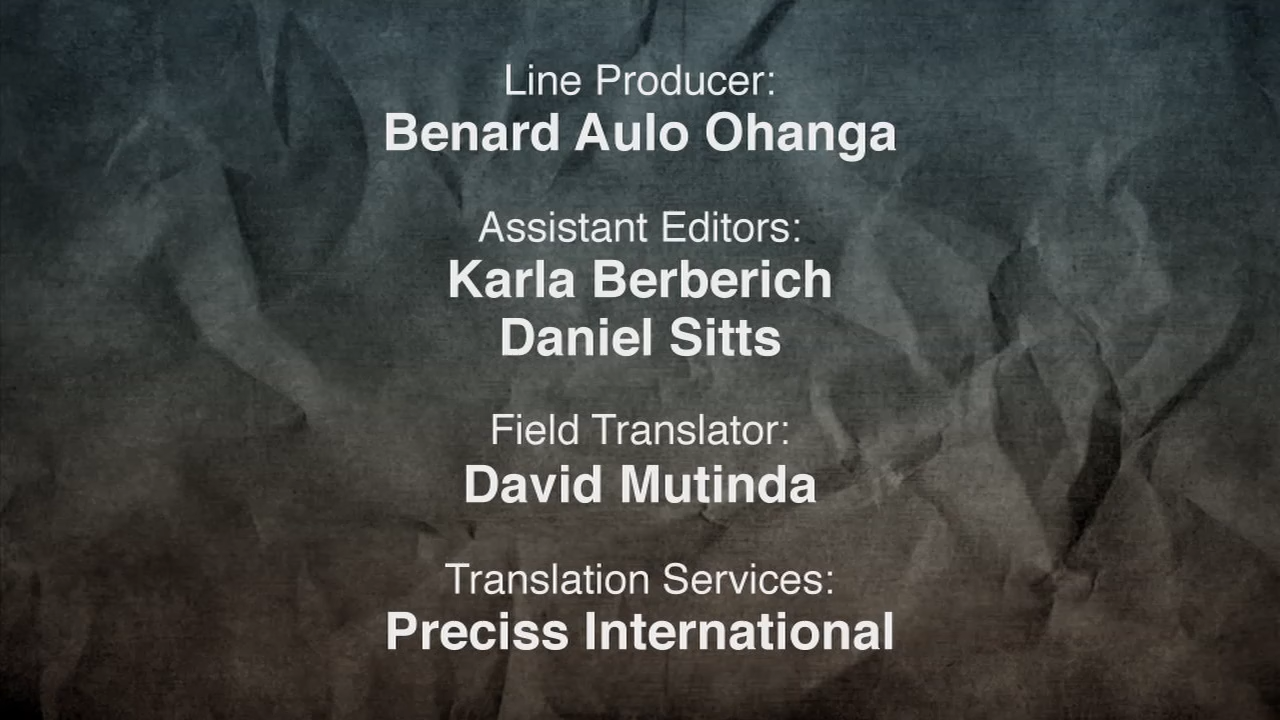 Line Producer:
Benard Aulo Ohanga
Assistant Editors:
Karla Berberich
Daniel Sitts
Field Translator:
David Mutinda
Translation Services:
Preciss International